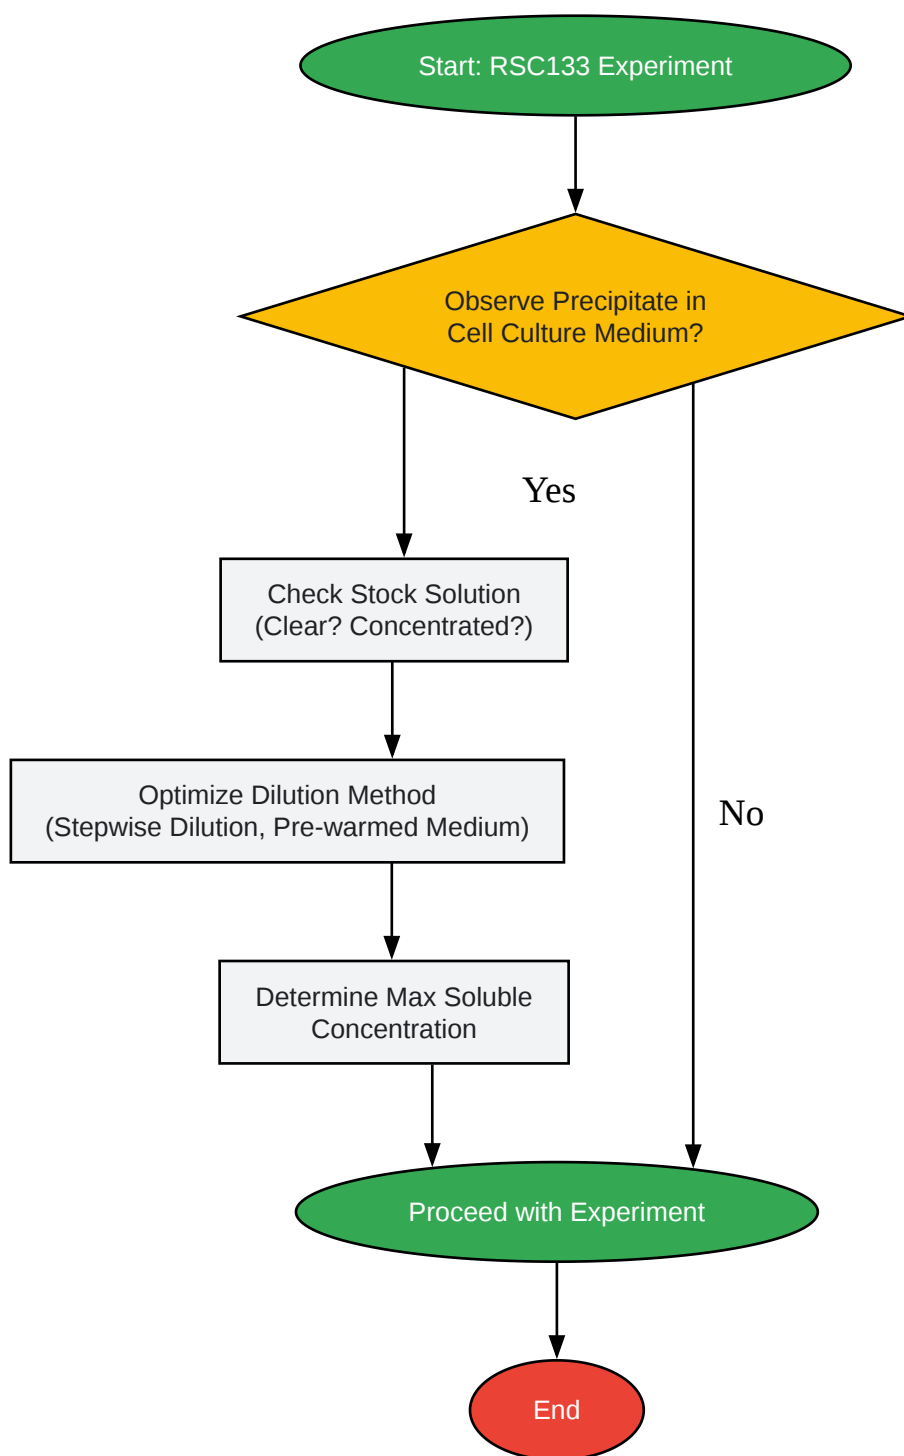 Start: RSC133 Experiment
Observe Precipitate in
Cell Culture Medium?
Yes
Check Stock Solution
(Clear? Concentrated?)
Optimize Dilution Method
(Stepwise Dilution, Pre-warmed Medium)
No
Determine Max Soluble
Concentration
Proceed with Experiment
End